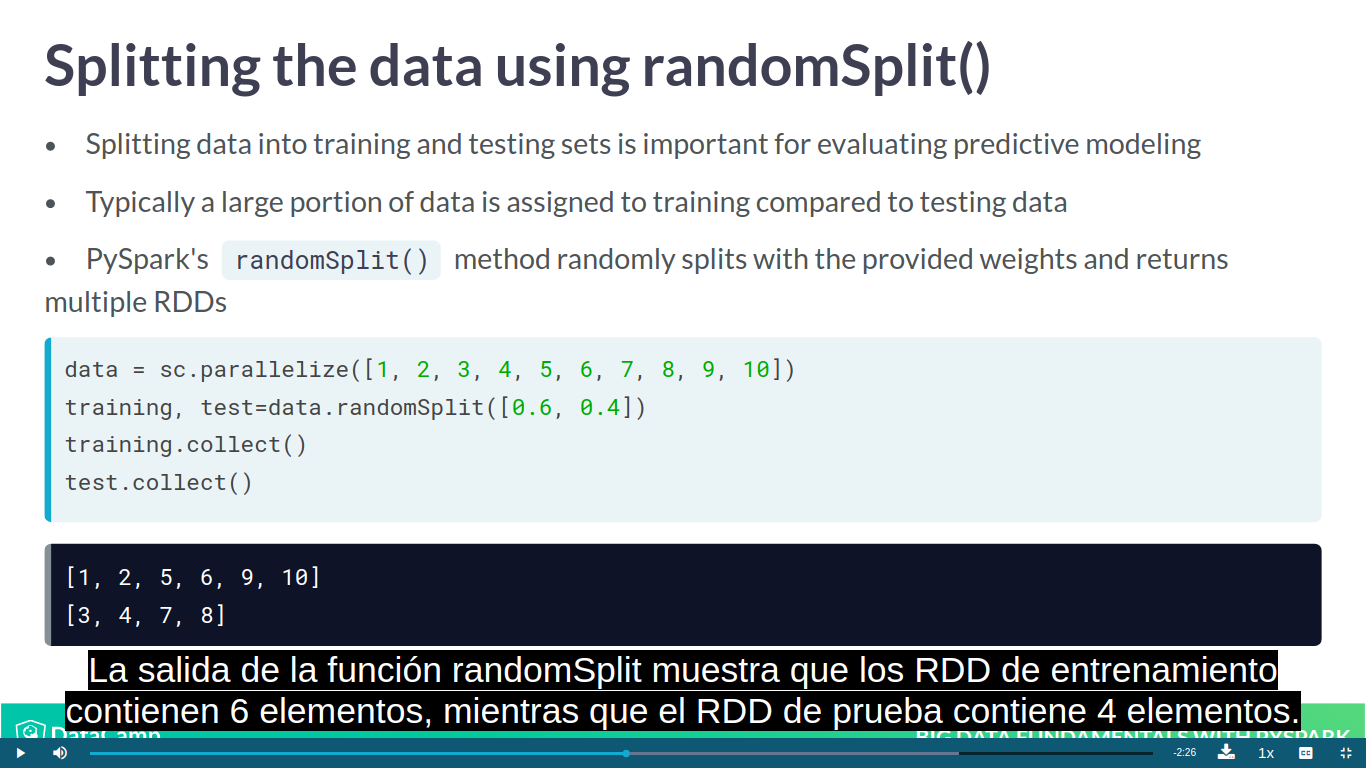 Splitting the data using randomSplit()
• Splitting data into training and testing sets is important for evaluating predictive modeling
• Typically a large portion of data is assigned to training compared to testing data
• PySpark's randomSplit() method randomly splits with the provided weights and returns
multiple RDDs
data = sc.parallelize([1, 2, 3, 4, 5, 6, 7, 8, 9, 10])
training, test=data.randomSplit([0.6, 0.4])
training.collect()
test.collect()
[1, 2, 5, 6, 9, 10]
[3, 4, 7, 8]
La salida de la función randomSplit muestra que los RDD de entrenamiento
contienen 6 elementos, mientras que el RDD de prueba contiene 4 elementos.
DataCamp
BIG DATA FUNDAMENTALS WITH PYSPARK
-2:26
1x
CC